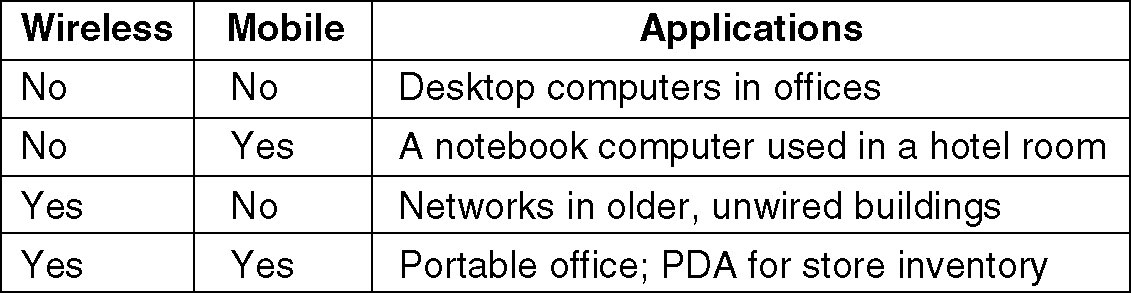 Wireless Mobile Applications
No No Desktop computers in offices
No Yes A notebook computer used in a hotel room
Yes No Networks in older, unwired buildings
Yes Yes Portable office; PDA for store inventory